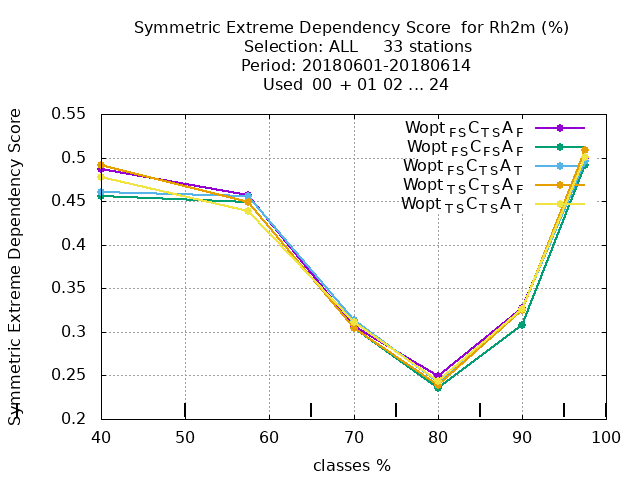 Symmetric Extreme Dependency Score for Rh2m (%)
Selection: ALL 33 stations
Period: 20180601-20180614
Used 00 + 01 02 ... 24
Symmetric Extreme Dependency Score
0.55
0.5
0.45
0.4
0.35
0.3
0.25
0.2
Wopt FS C TS A F
Wopt FS C FS A F
Wopt FS C TS A T
Wopt TS C TS A F
Wopt TS C TS A T
40 50 60 70 80 90 100
classes %